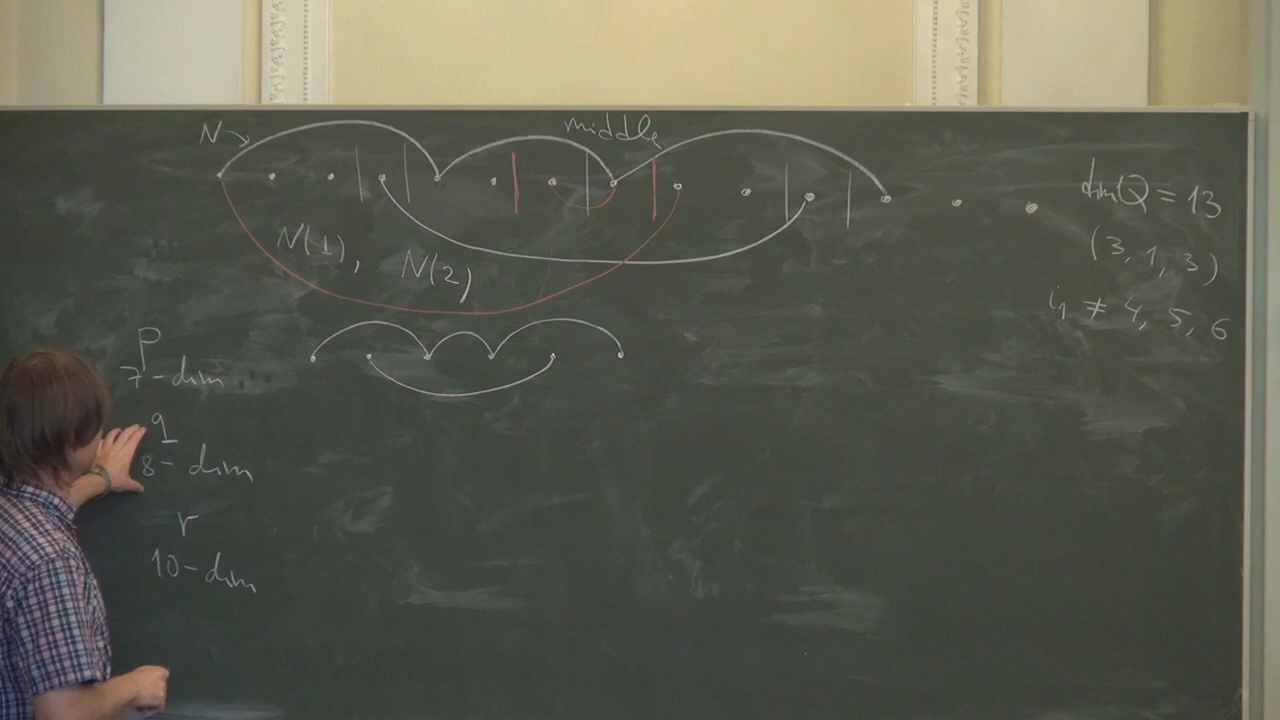 N→
middle
dim Q = 13
(3, 1, 3)
i₁ ≠ 4, 5, 6
N(1), N(2)
p
7-dim
q
8-dim
r
10-dim